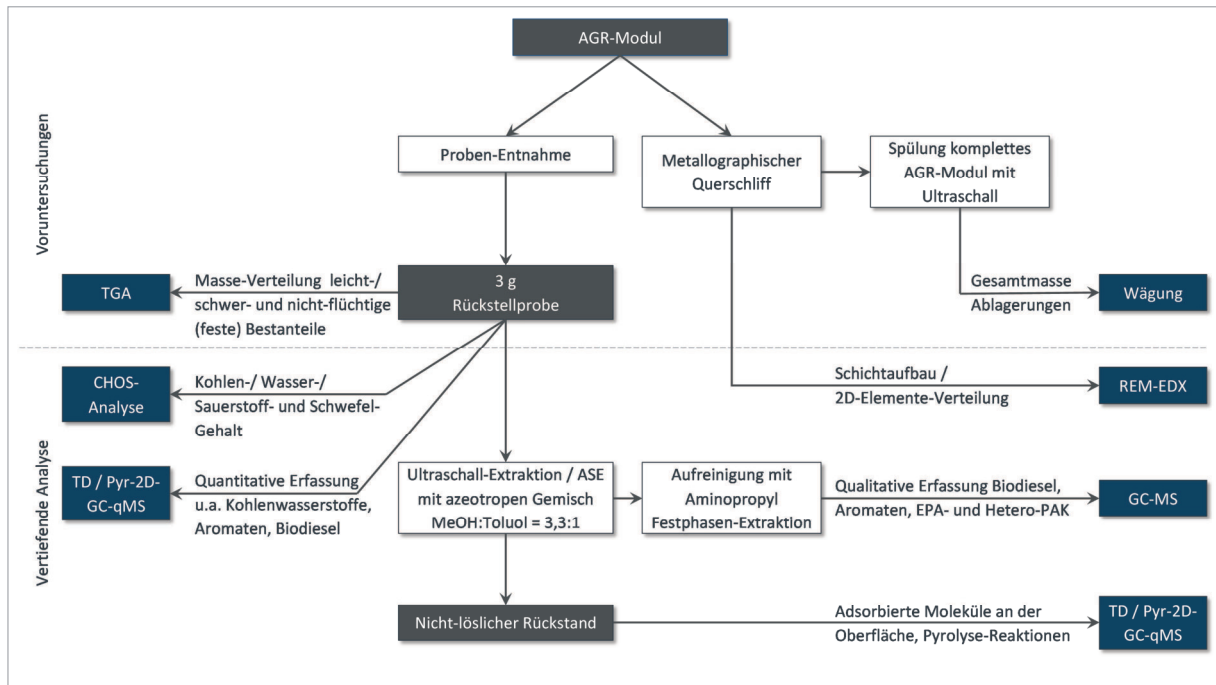 AGR-Modul
Voruntersuchungen
Proben-Entnahme
Metallographischer
Querschliff
Spülung komplettes
AGR-Modul mit
Ultraschall
TGA
Masse-Verteilung leicht-/
schwer- und nicht-flüchtige
(feste) Bestanteile
3 g
Rückstellprobe
Gesamtmasse
Ablagerungen
Wägung
Vertiefende Analyse
CHOS-
Analyse
Kohlen-/ Wasser-/
Sauerstoff- und Schwefel-
Gehalt
Schichtaufbau /
2D-Elemente-Verteilung
REM-EDX
TD / Pyr-2D-
GC-qMS
Quantitative Erfassung
u.a. Kohlenwasserstoffe,
Aromaten, Biodiesel
Ultraschall-Extraktion / ASE
mit azeotropen Gemisch
MeOH:Toluol = 3,3:1
Aufreinigung mit
Aminopropyl
Festphasen-Extraktion
Qualitative Erfassung Biodiesel,
Aromaten, EPA- und Hetero-PAK
GC-MS
Nicht-löslicher Rückstand
Adsorbierte Moleküle an der
Oberfläche, Pyrolyse-Reaktionen
TD / Pyr-2D-
GC-qMS